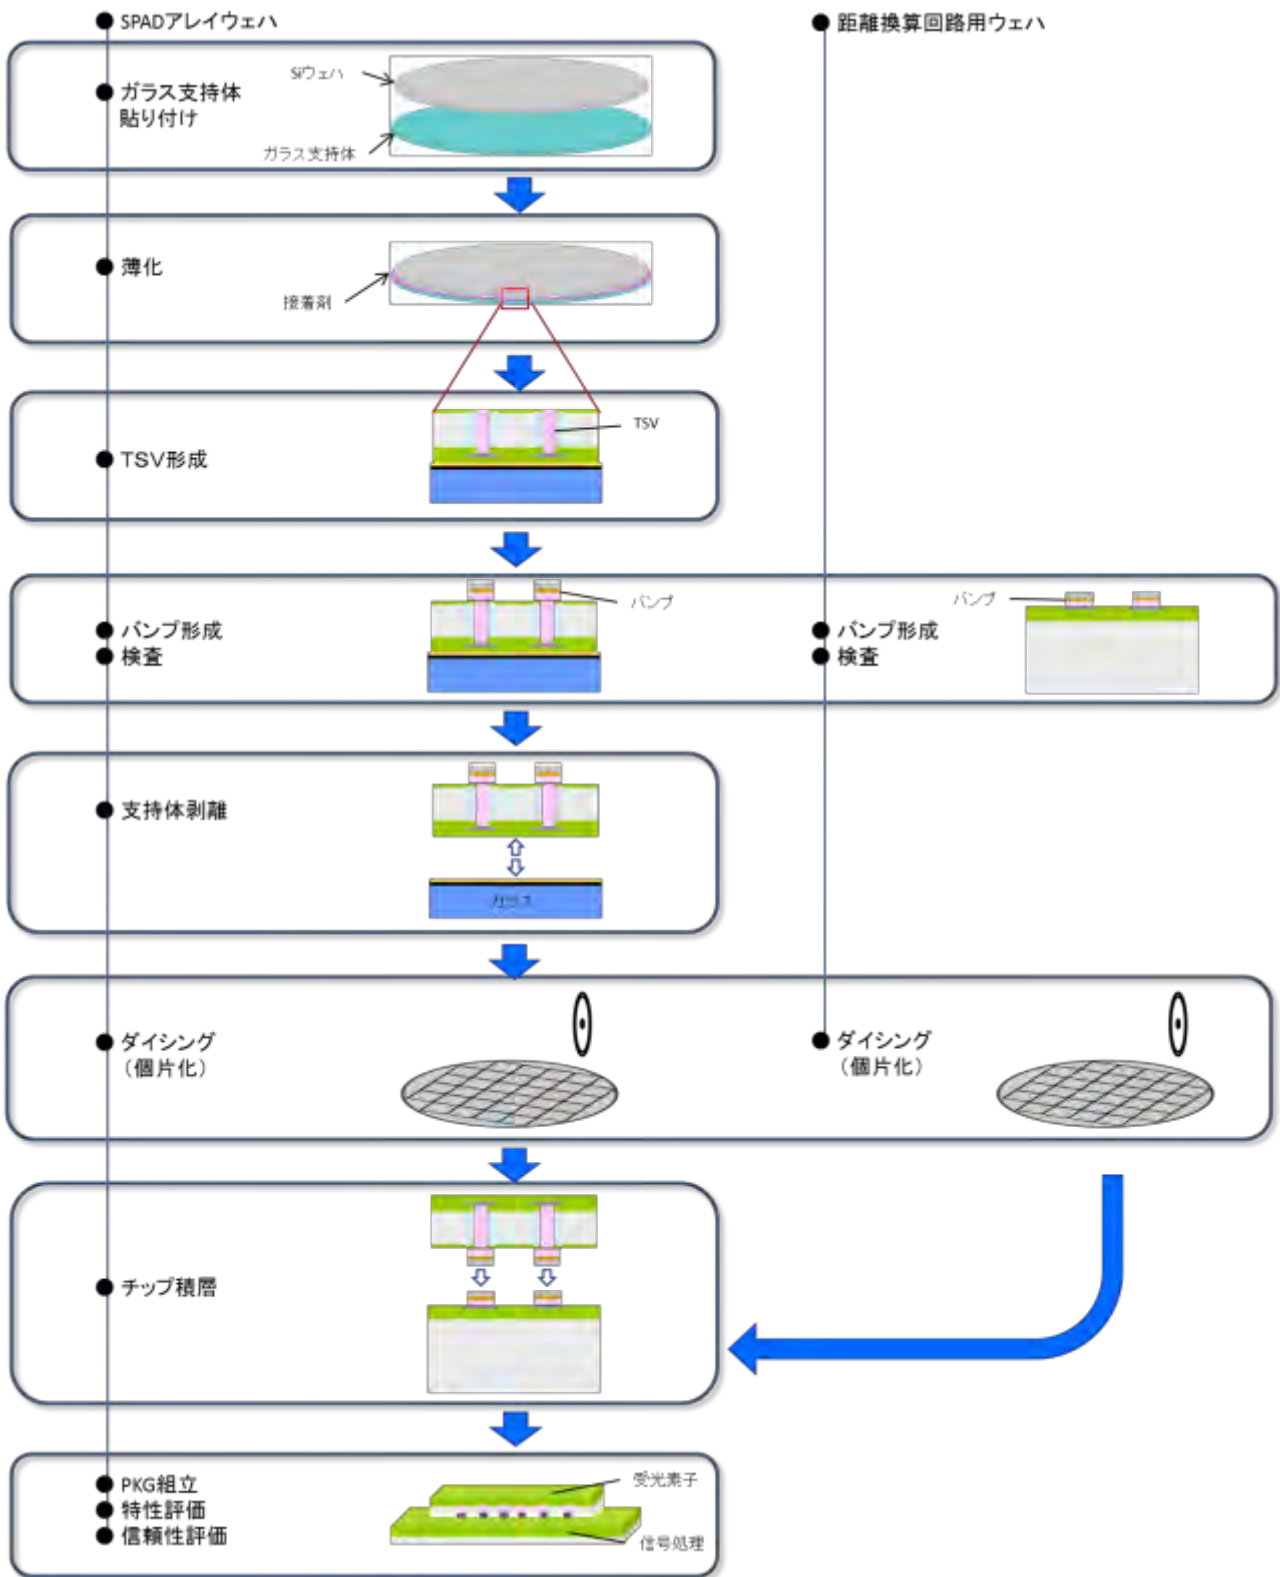 SPADアレイウェハ
距離換算回路用ウェハ
ガラス支持体
貼り付け
Siウェハ
ガラス支持体
薄化
接着剤
TSV形成
TSV
バンプ形成
検査
バンプ
バンプ形成
検査
バンプ
支持体剥離
ガラス
ダイシング
（個片化）
ダイシング
（個片化）
チップ積層
PKG組立
特性評価
信頼性評価
受光素子
信号処理